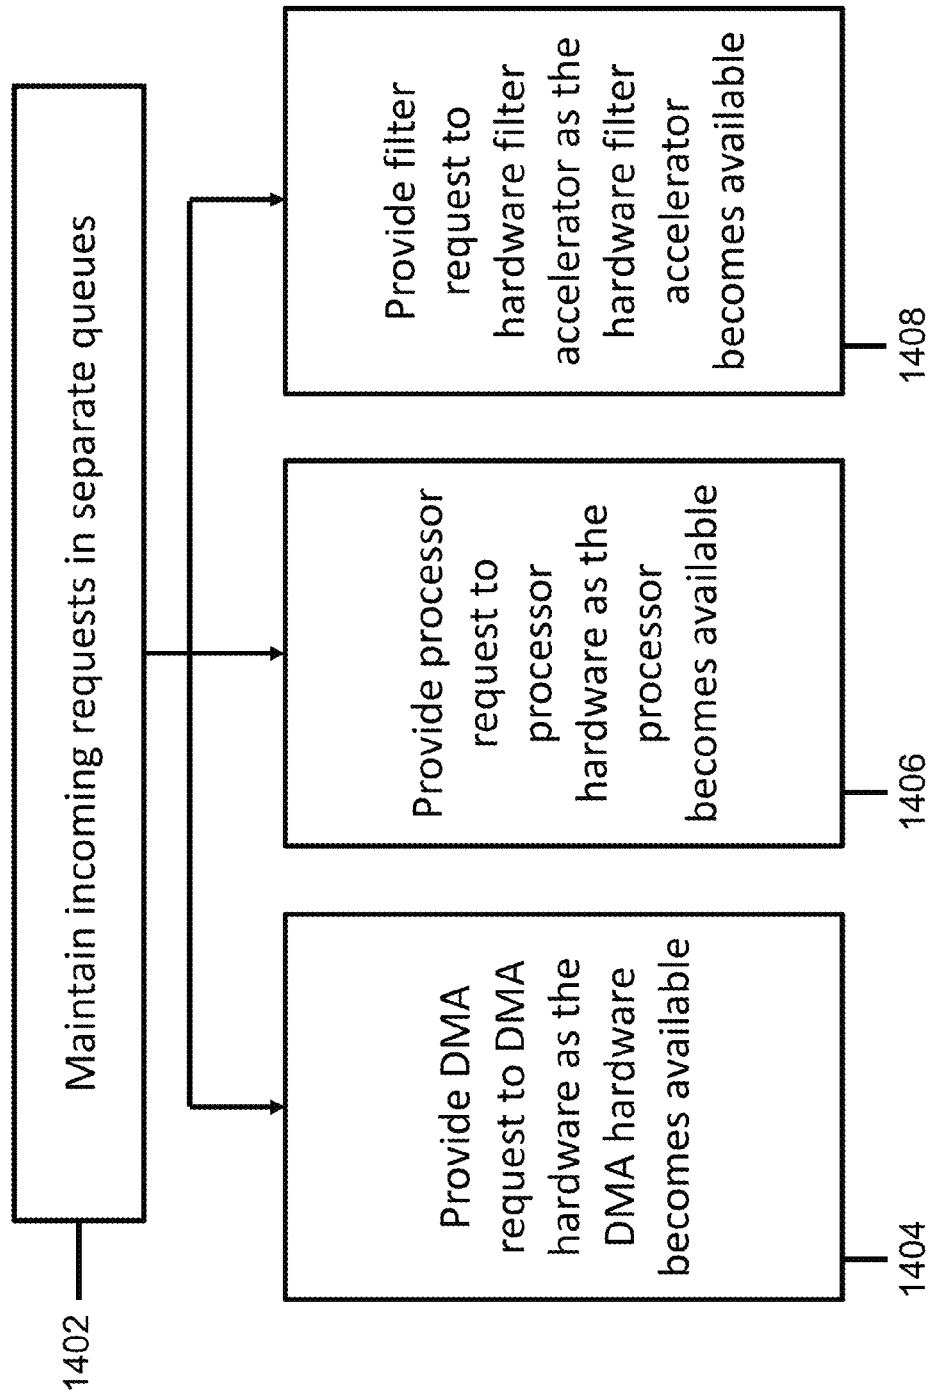 1402
Maintain incoming requests in separate queues
Provide DMA
request to DMA
hardware as the
DMA hardware
becomes available
1404
Provide processor
request to
processor
hardware as the
processor
becomes available
1406
Provide filter
request to
hardware filter
accelerator as the
hardware filter
accelerator
becomes available
1408